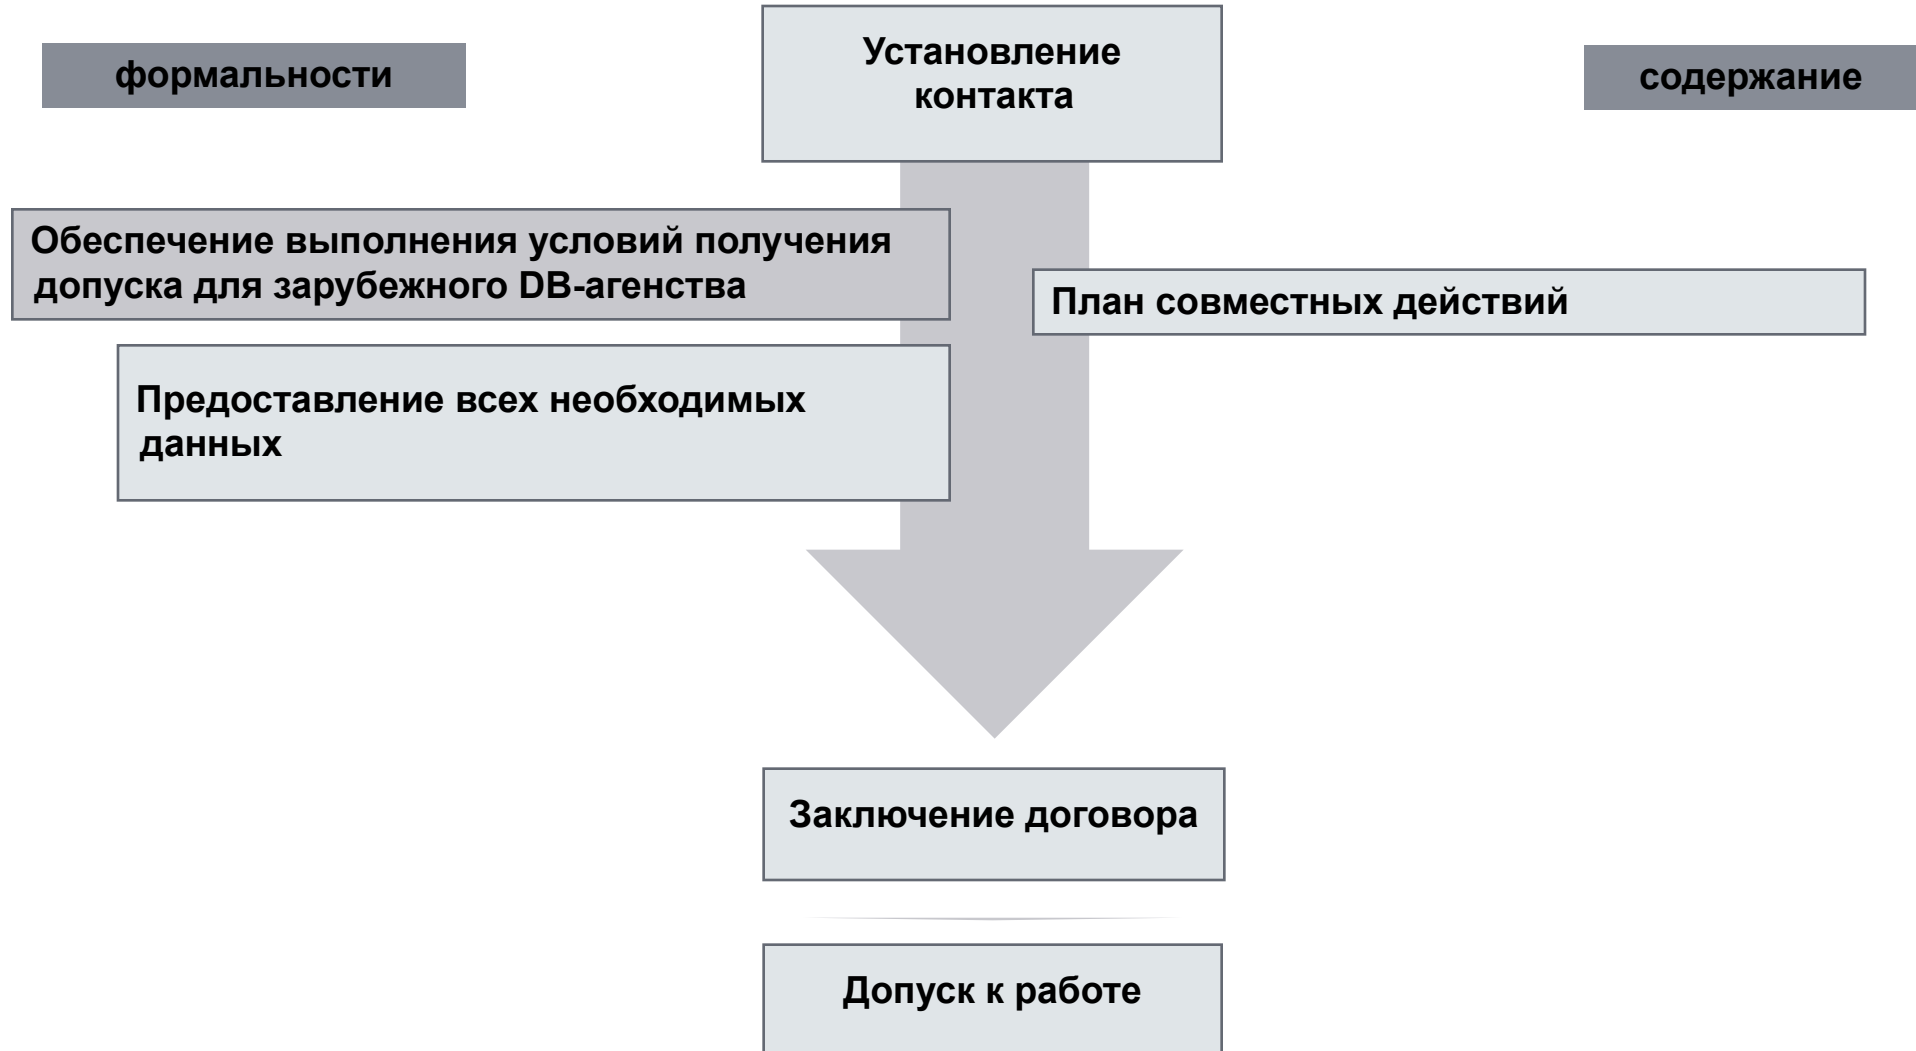 формальности
Установление
контакта
содержание
Обеспечение выполнения условий получения
допуска для зарубежного DB-агенства
План совместных действий
Предоставление всех необходимых
данных
Заключение договора
Допуск к работе